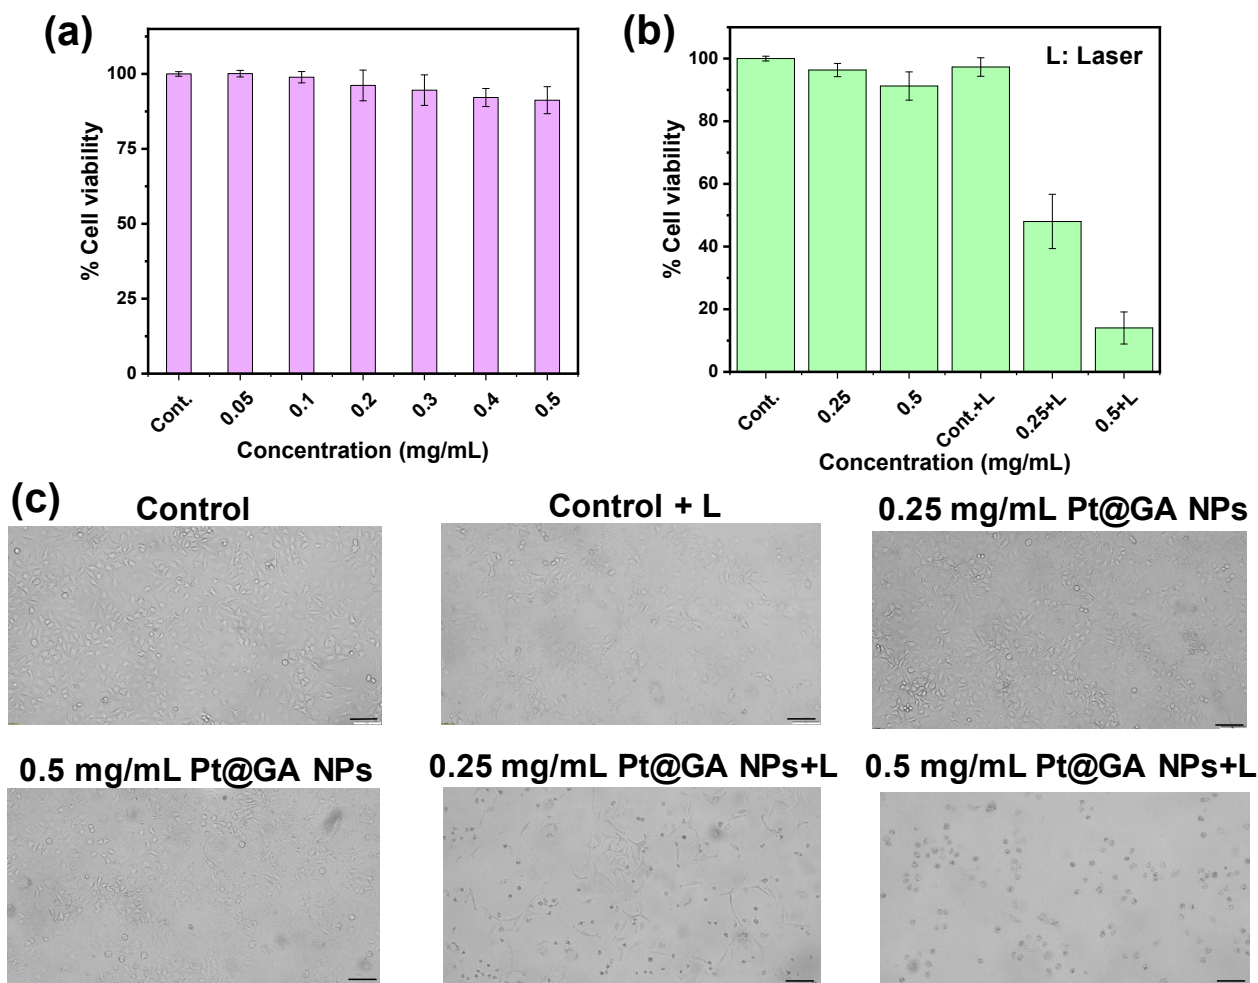 (a)
100
75
50
25
0
% Cell viability
Cont.
0.05
0.1
0.2
0.3
0.4
0.5
Concentration (mg/mL)
(b)
L: Laser
100
80
60
40
20
0
% Cell viability
Cont.
0.25
0.5
Cont.+L
0.25+L
0.5+L
Concentration (mg/mL)
(c)
Control
Control + L
0.25 mg/mL Pt@GA NPs
0.5 mg/mL Pt@GA NPs
0.25 mg/mL Pt@GA NPs+L
0.5 mg/mL Pt@GA NPs+L